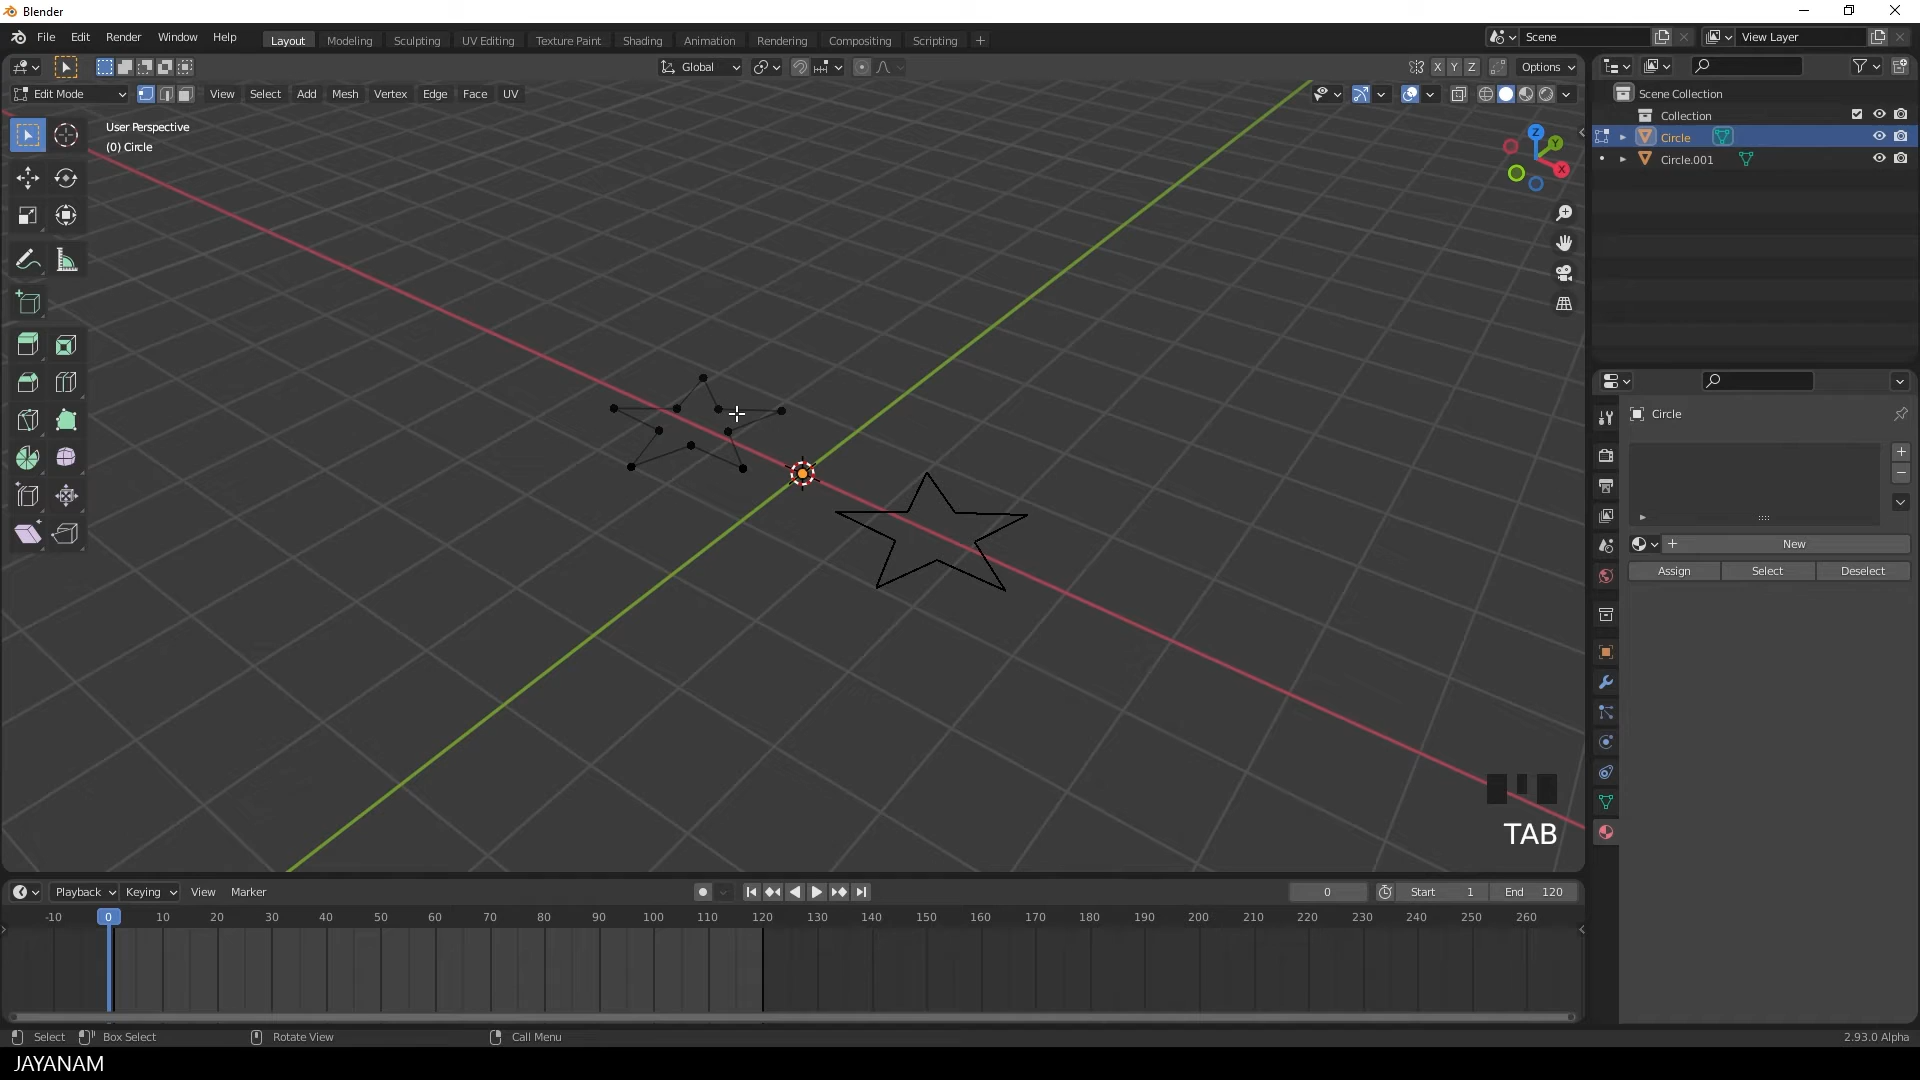 Blender
File Edit Render Window Help Layout Modeling Sculpting UV Editing Texture Paint Shading Animation Rendering Compositing Scripting + Scene View Layer
Global X Y Z Options
Edit Mode View Select Add Mesh Vertex Edge Face UV
Scene Collection
Collection
Circle
Circle.001
User Perspective
(0) Circle
Z
Y
X
Circle
New
Assign Select Deselect
TAB
Playback Keying View Marker 0 Start 1 End 120
-10 0 10 20 30 40 50 60 70 80 90 100 110 120 130 140 150 160 170 180 190 200 210 220 230 240 250 260
Select Box Select Rotate View Call Menu 2.93.0 Alpha
JAYANAM